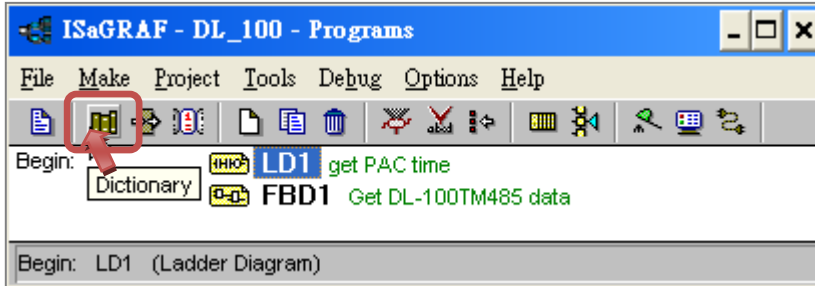 ISaGRAF - DL_100 - Programs
File Make Project Tools Debug Options Help
Begin: LD1 get PAC time
Dictionary FBD1 Get DL-100TM485 data
Begin: LD1 (Ladder Diagram)